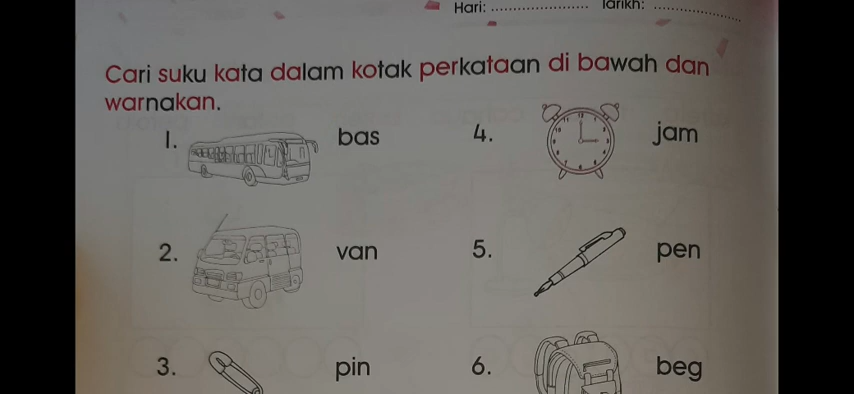 Hari: Tarikh:
Cari suku kata dalam kotak perkataan di bawah dan
warnakan.
1. bas
4. jam
2. van
5. pen
3. pin
6. beg